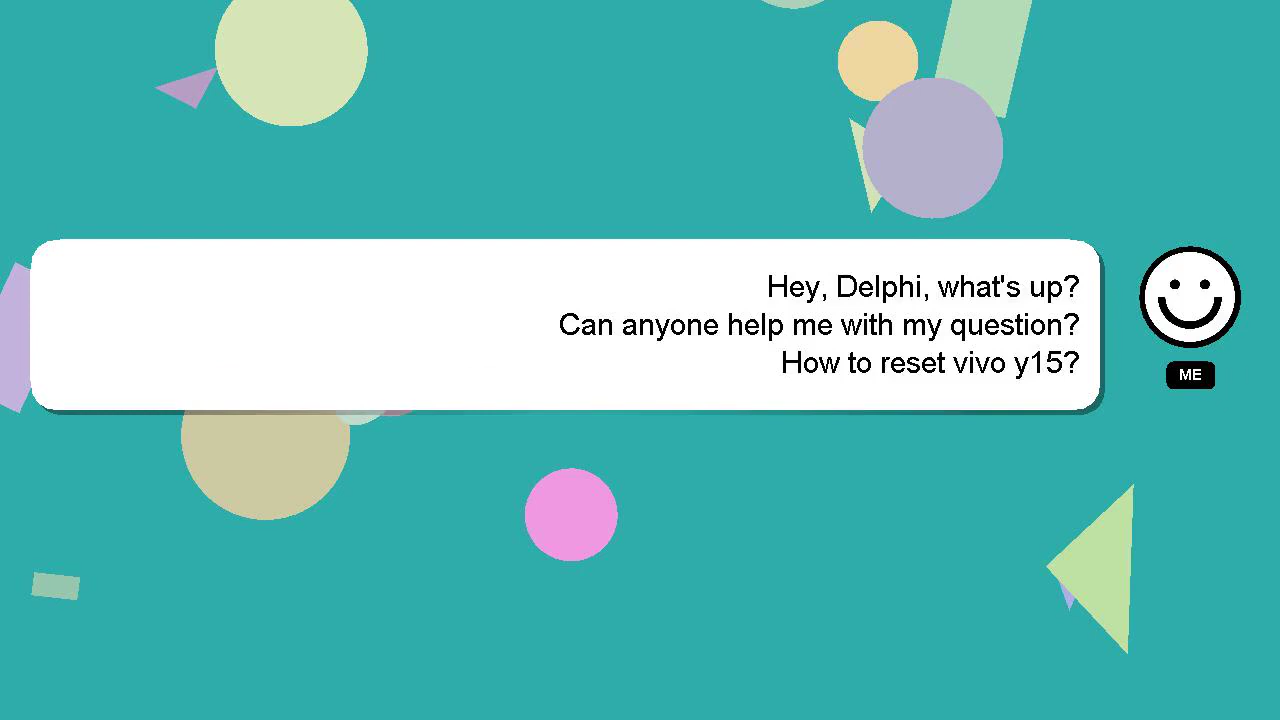 Hey, Delphi, what's up?
Can anyone help me with my question?
How to reset vivo y15?
ME